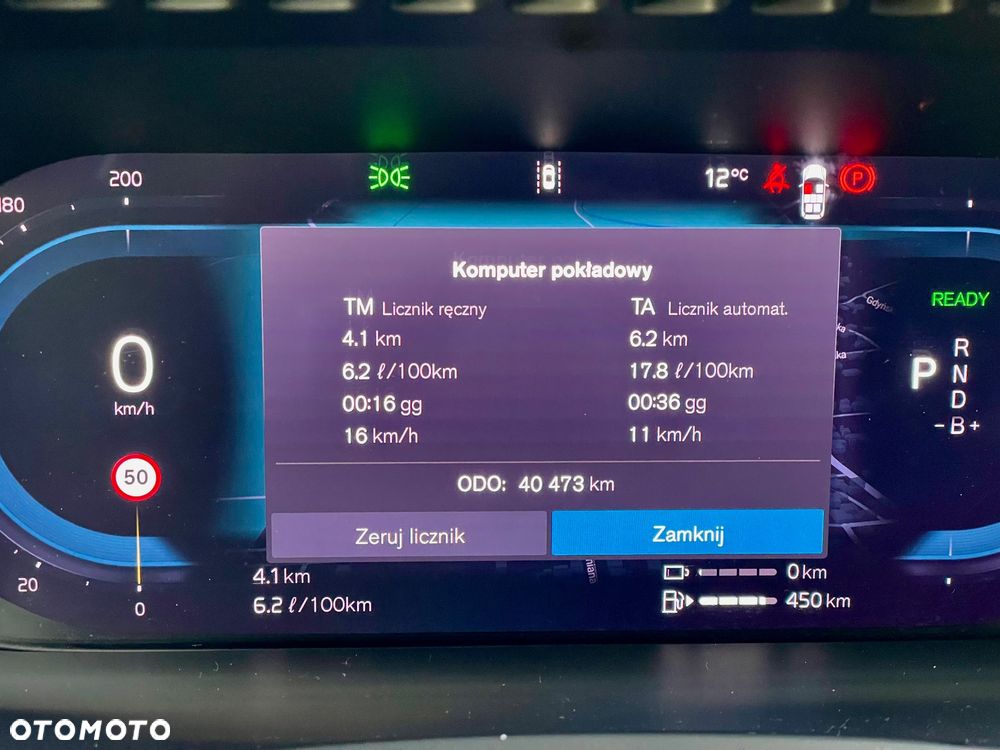 200
180
12°C
P
Komputer pokładowy
TM Licznik ręczny
4.1 km
6.2 ℓ/100km
00:16 gg
16 km/h
TA Licznik automat.
6.2 km
17.8 ℓ/100km
00:36 gg
11 km/h
ODO: 40 473 km
Zeruj licznik
Zamknij
0
km/h
50
20
0
4.1 km
6.2 ℓ/100km
0 km
450 km
READY
P
R
N
D
- B +
OTOMOTO